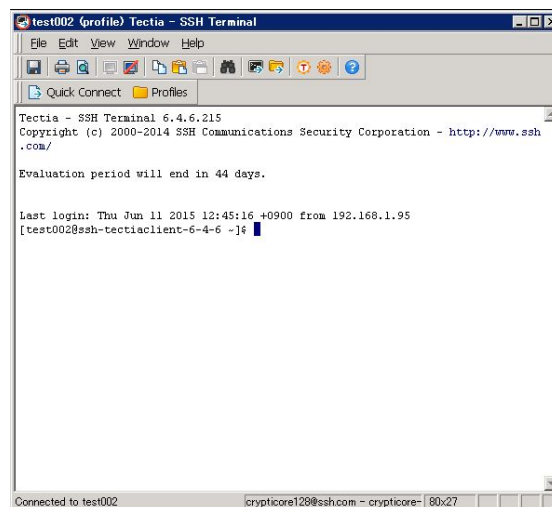 test002 (profile) Tectia - SSH Terminal
File Edit View Window Help
Quick Connect Profiles
Tectia - SSH Terminal 6.4.6.215
Copyright (c) 2000-2014 SSH Communications Security Corporation - http://www.ssh
.com/
Evaluation period will end in 44 days.
Last login: Thu Jun 11 2015 12:45:16 +0900 from 192.168.1.95
[test002@ssh-tectiaclient-6-4-6 ~]$
Connected to test002 crypticore128@ssh.com - crypticore- 80x27